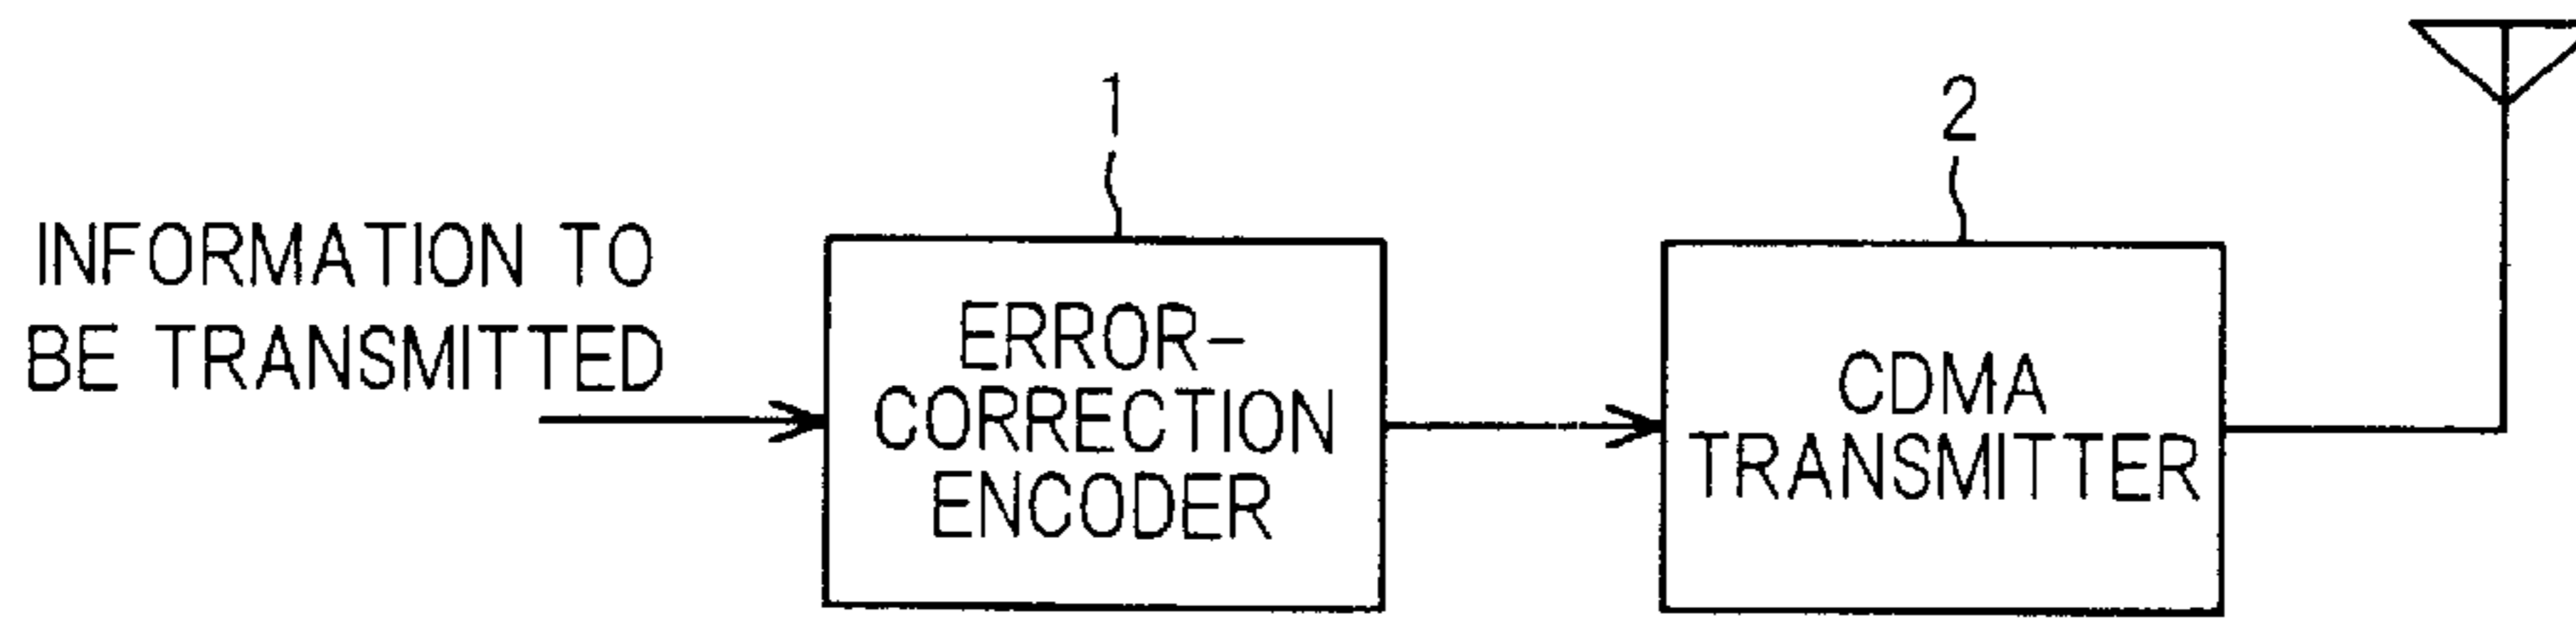 1
2
INFORMATION TO
BE TRANSMITTED
ERROR-
CORRECTION
ENCODER
CDMA
TRANSMITTER